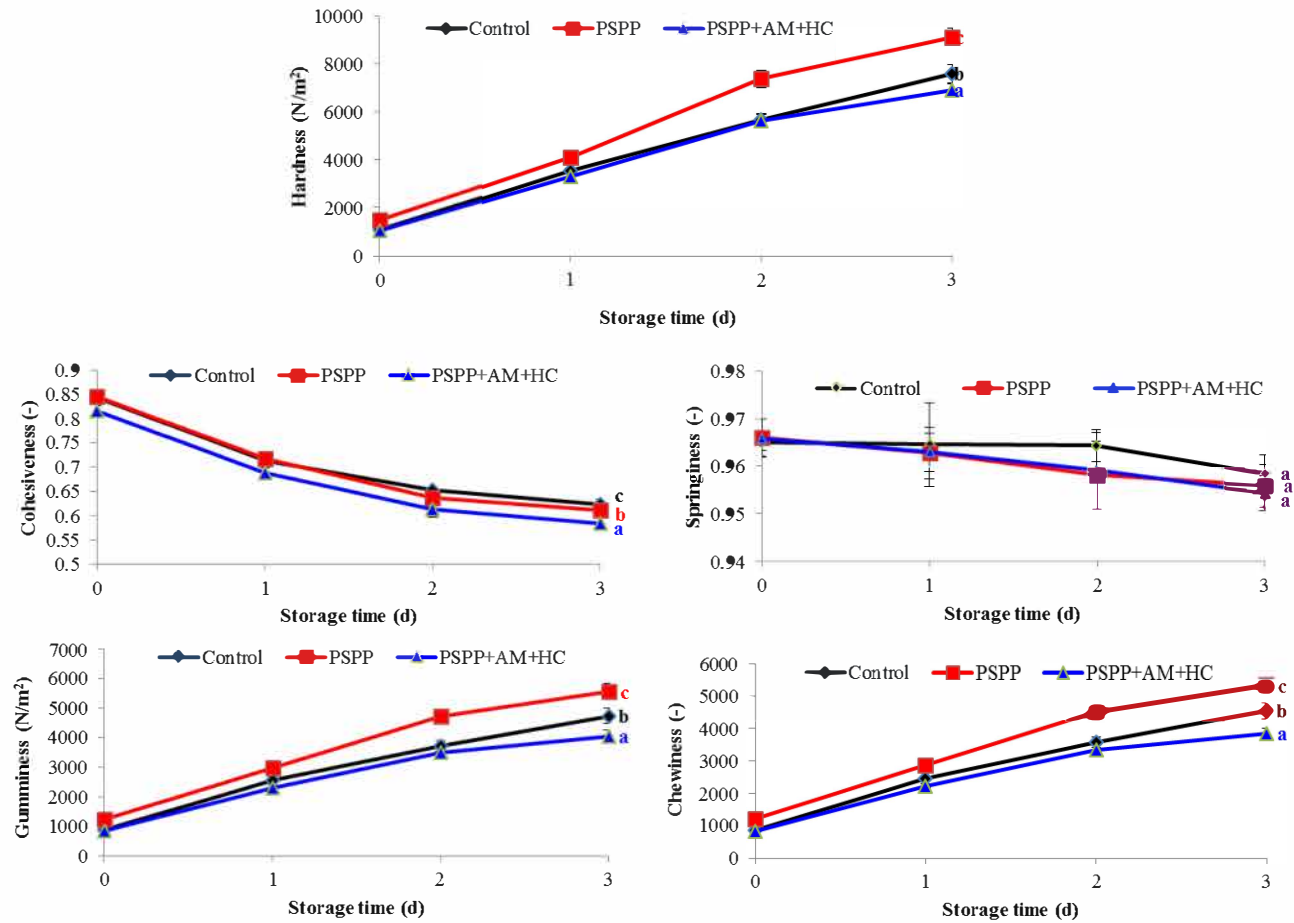 Control PSPP PSPP+AM+HC
Hardness (N/m²)
10000
8000
6000
4000
2000
0
c
b
a
0 1 2 3
Storage time (d)
Control PSPP PSPP+AM+HC
Cohesiveness (-)
0.9
0.85
0.8
0.75
0.7
0.65
0.6
0.55
0.5
c
b
a
0 1 2 3
Storage time (d)
Control PSPP PSPP+AM+HC
Springiness (-)
0.98
0.97
0.96
0.95
0.94
a
a
a
0 1 2 3
Storage time (d)
Control PSPP PSPP+AM+HC
Gumminess (N/m²)
7000
6000
5000
4000
3000
2000
1000
0
c
b
a
0 1 2 3
Storage time (d)
Control PSPP PSPP+AM+HC
Chewiness (-)
6000
5000
4000
3000
2000
1000
0
c
b
a
0 1 2 3
Storage time (d)